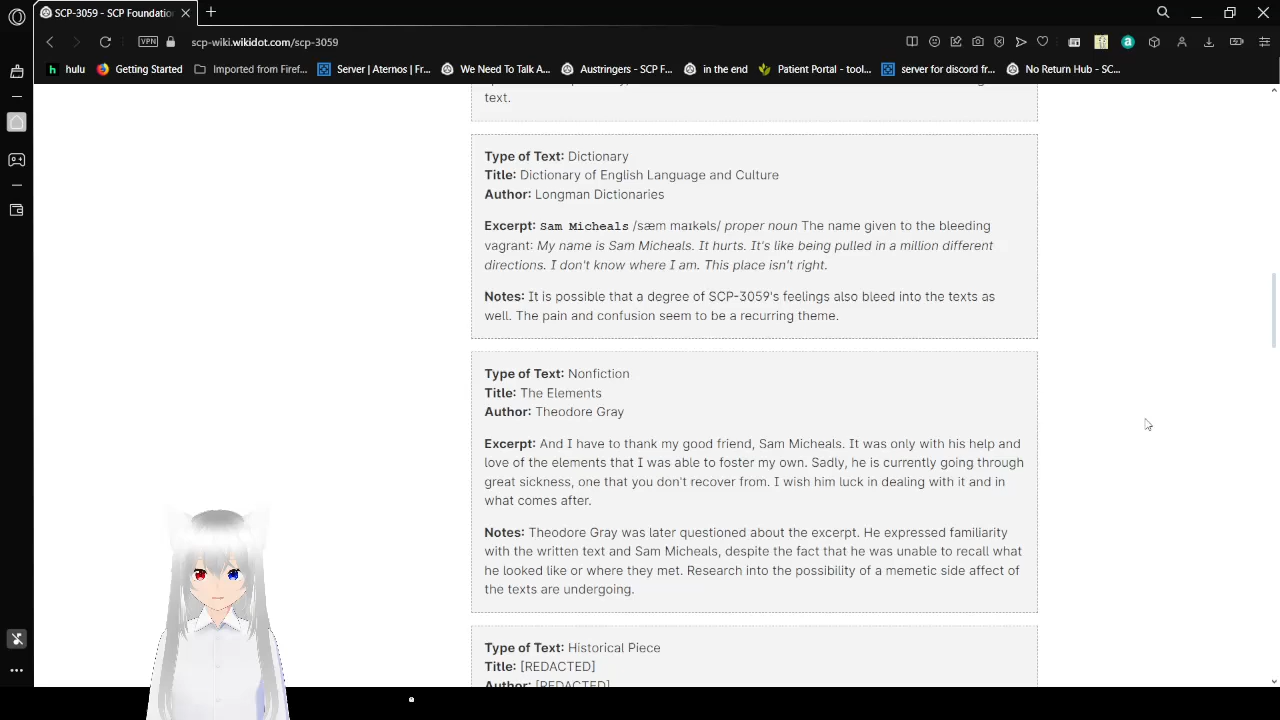 SCP-3059 - SCP Foundatio
scp-wiki.wikidot.com/scp-3059
VPN
hulu
Getting Started
Imported from Firef...
Server | Aternos | Fr...
We Need To Talk A...
Austringers - SCP F...
in the end
Patient Portal - tool...
server for discord fr...
No Return Hub - SC...
text.
Type of Text: Dictionary
Title: Dictionary of English Language and Culture
Author: Longman Dictionaries
Excerpt: Sam Micheals /sæm maɪkəls/ proper noun The name given to the bleeding
vagrant: My name is Sam Micheals. It hurts. It's like being pulled in a million different
directions. I don't know where I am. This place isn't right.
Notes: It is possible that a degree of SCP-3059's feelings also bleed into the texts as
well. The pain and confusion seem to be a recurring theme.
Type of Text: Nonfiction
Title: The Elements
Author: Theodore Gray
Excerpt: And I have to thank my good friend, Sam Micheals. It was only with his help and
love of the elements that I was able to foster my own. Sadly, he is currently going through
great sickness, one that you don't recover from. I wish him luck in dealing with it and in
what comes after.
Notes: Theodore Gray was later questioned about the excerpt. He expressed familiarity
with the written text and Sam Micheals, despite the fact that he was unable to recall what
he looked like or where they met. Research into the possibility of a memetic side affect of
the texts are undergoing.
Type of Text: Historical Piece
Title: [REDACTED]
Author: [REDACTED]